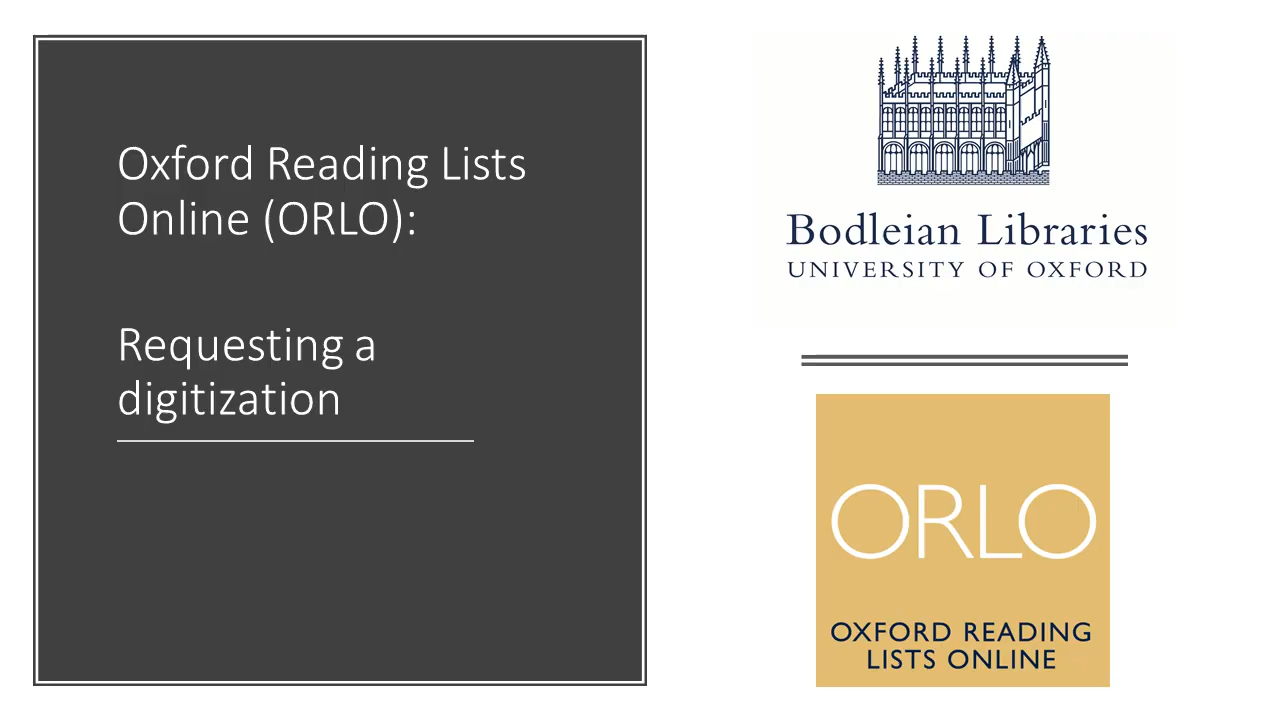 Oxford Reading Lists
Online (ORLO):
Requesting a
digitization
Bodleian Libraries
UNIVERSITY OF OXFORD
ORLO
OXFORD READING
LISTS ONLINE